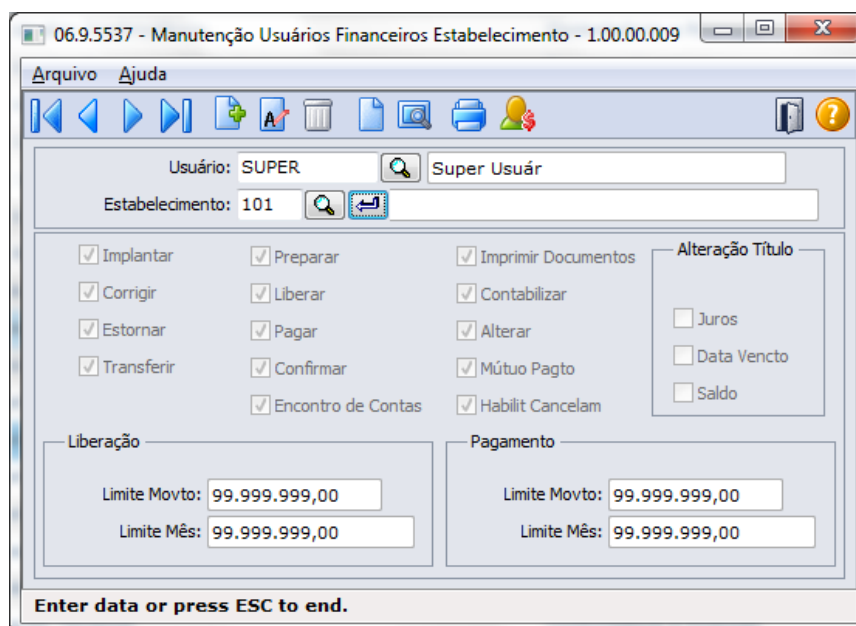 06.9.5537 - Manutenção Usuários Financeiros Estabelecimento - 1.00.00.009
Arquivo Ajuda
Usuário: SUPER Super Usuár
Estabelecimento: 101
Implantar Preparar Imprimir Documentos Alteração Título
Corrigir Liberar Contabilizar Juros
Estornar Pagar Alterar Data Vencto
Transferir Confirmar Mútuo Pagto Saldo
Encontro de Contas Habilit Cancelam
Liberação Pagamento
Limite Movto: 99.999.999,00 Limite Movto: 99.999.999,00
Limite Mês: 99.999.999,00 Limite Mês: 99.999.999,00
Enter data or press ESC to end.